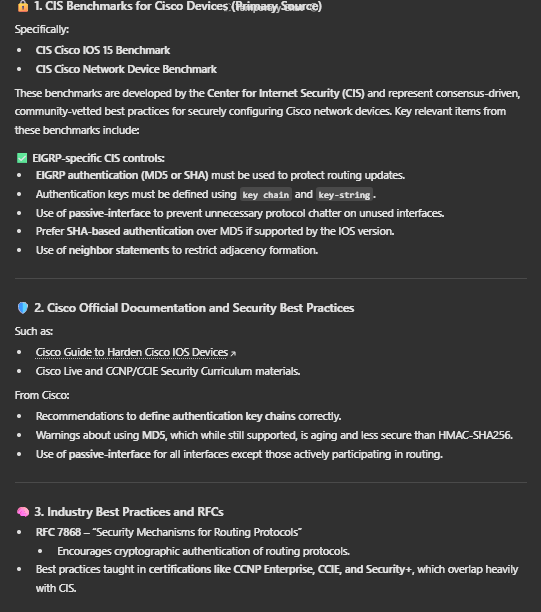 🔒 1. CIS Benchmarks for Cisco Devices (Primary Source)
Specifically:
• CIS Cisco IOS 15 Benchmark
• CIS Cisco Network Device Benchmark
These benchmarks are developed by the Center for Internet Security (CIS) and represent consensus-driven,
community-vetted best practices for securely configuring Cisco network devices. Key relevant items from
these benchmarks include:
✅ EIGRP-specific CIS controls:
• EIGRP authentication (MD5 or SHA) must be used to protect routing updates.
• Authentication keys must be defined using key chain and key-string.
• Use of passive-interface to prevent unnecessary protocol chatter on unused interfaces.
• Prefer SHA-based authentication over MD5 if supported by the IOS version.
• Use of neighbor statements to restrict adjacency formation.
🛡️ 2. Cisco Official Documentation and Security Best Practices
Such as:
• Cisco Guide to Harden Cisco IOS Devices ↗
• Cisco Live and CCNP/CCIE Security Curriculum materials.
From Cisco:
• Recommendations to define authentication key chains correctly.
• Warnings about using MD5, which while still supported, is aging and less secure than HMAC-SHA256.
• Use of passive-interface for all interfaces except those actively participating in routing.
🧠 3. Industry Best Practices and RFCs
• RFC 7868 – "Security Mechanisms for Routing Protocols"
• Encourages cryptographic authentication of routing protocols.
• Best practices taught in certifications like CCNP Enterprise, CCIE, and Security+, which overlap heavily
with CIS.